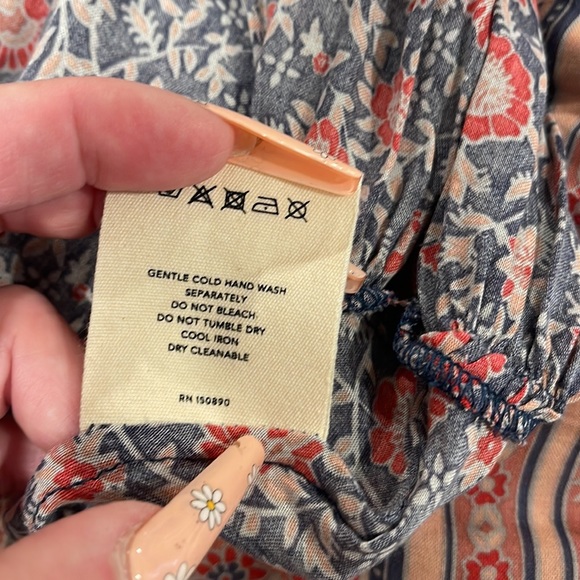 GENTLE COLD HAND WASH
SEPARATELY
DO NOT BLEACH
DO NOT TUMBLE DRY
COOL IRON
DRY CLEANABLE
RN 150890